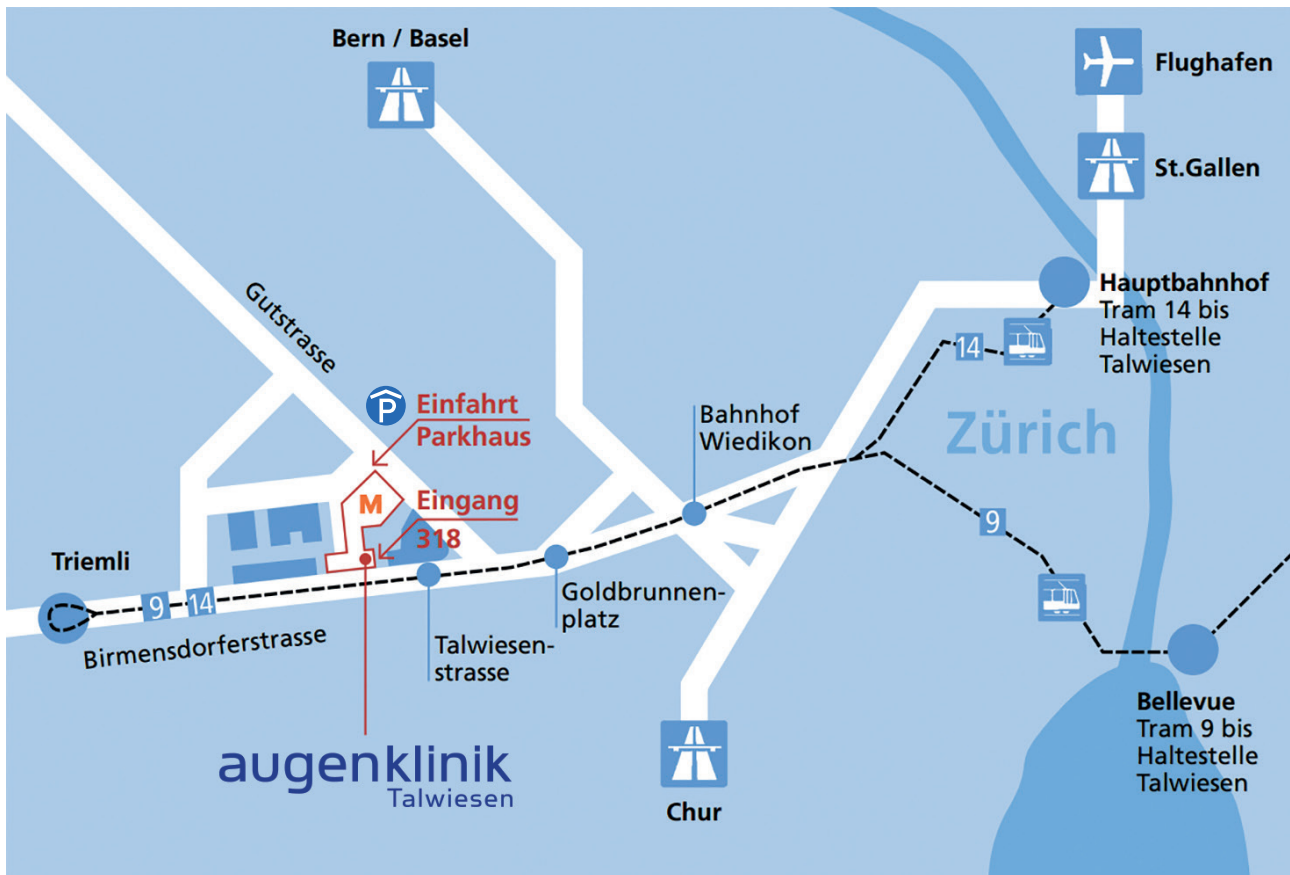 Bern / Basel
Flughafen
St.Gallen
Hauptbahnhof
Tram 14 bis
Haltestelle
Talwiesen
14
Gutstrasse
P
Einfahrt
Parkhaus
Bahnhof
Wiedikon
Zürich
M
Eingang
318
9
Triemli
9 14
Birmensdorferstrasse
Goldbrunnen-
platz
Talwiesen-
strasse
Bellevue
Tram 9 bis
Haltestelle
Talwiesen
augenklinik
Talwiesen
Chur